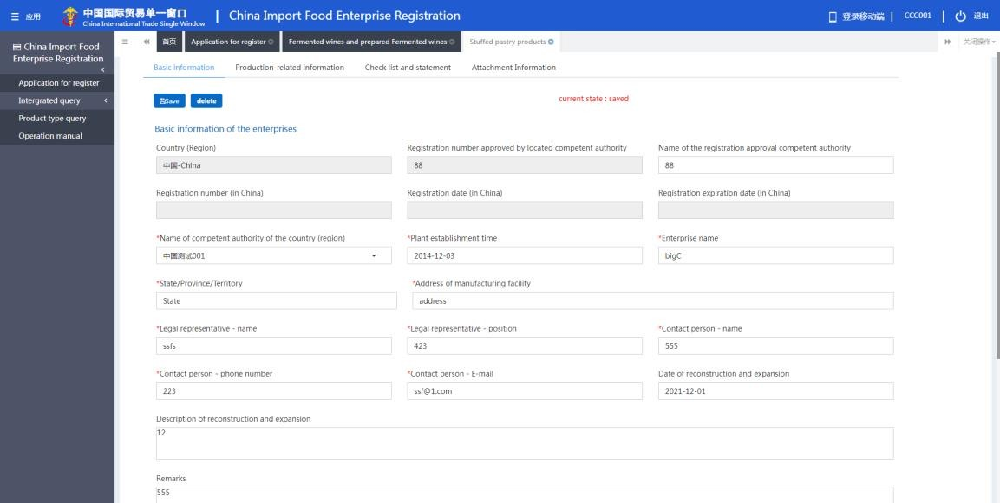 应用
中国国际贸易单一窗口
China International Trade Single Window
China Import Food Enterprise Registration
登录移动端
CCC001
退出
China Import Food
Enterprise Registration
首页
Application for register
Fermented wines and prepared Fermented wines
Stuffed pastry products
关闭操作
Application for register
Intergrated query
Product type query
Operation manual
Basic information
Production-related information
Check list and statement
Attachment Information
Save
delete
current state : saved
Basic information of the enterprises
Country (Region)
Registration number approved by located competent authority
Name of the registration approval competent authority
中国-China
88
88
Registration number (in China)
Registration date (in China)
Registration expiration date (in China)
*Name of competent authority of the country (region)
*Plant establishment time
*Enterprise name
中国测试001
2014-12-03
bigC
*State/Province/Territory
*Address of manufacturing facility
State
address
*Legal representative - name
*Legal representative - position
*Contact person - name
ssfs
423
555
*Contact person - phone number
*Contact person - E-mail
Date of reconstruction and expansion
223
ssf@1.com
2021-12-01
Description of reconstruction and expansion
12
Remarks
555